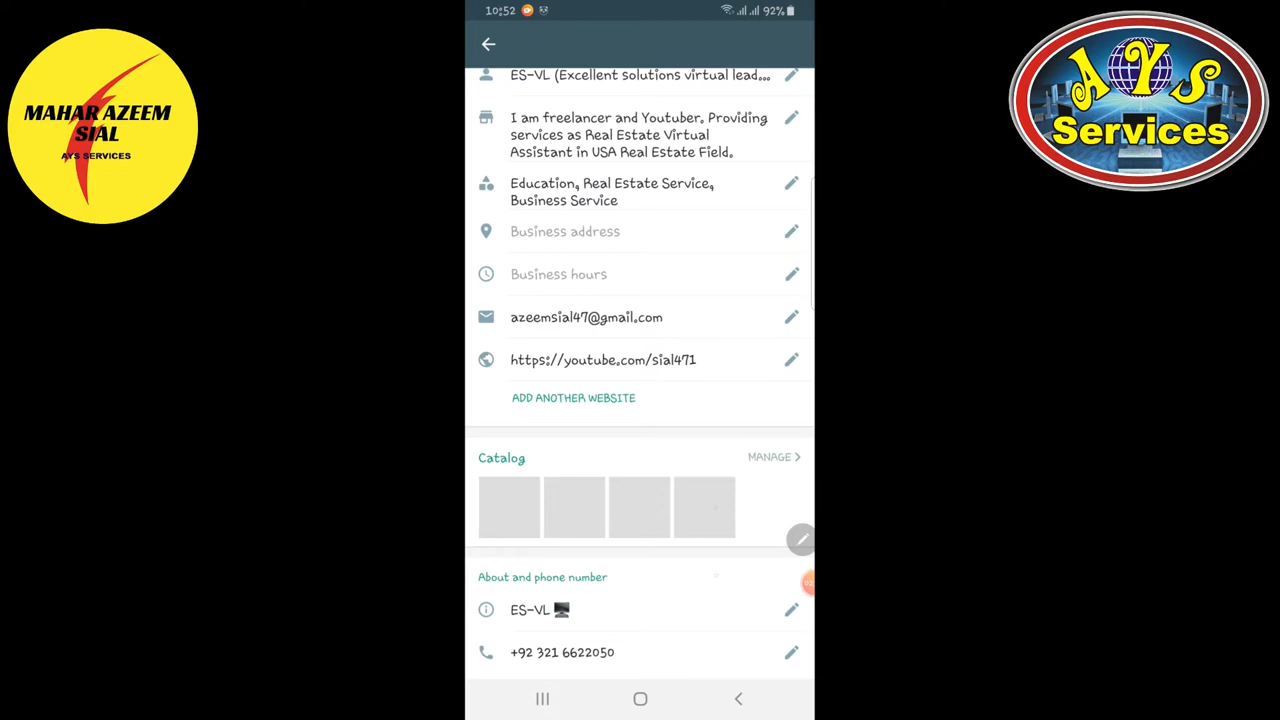 MAHAR AZEEM
SIAL
AYS SERVICES
AYS
Services
10:52
92%
ES-VL (Excellent solutions virtual lead...
I am freelancer and Youtuber. Providing
services as Real Estate Virtual
Assistant in USA Real Estate Field.
Education, Real Estate Service,
Business Service
Business address
Business hours
azeemsial47@gmail.com
https://youtube.com/sial471
ADD ANOTHER WEBSITE
Catalog
MANAGE
About and phone number
ES-VL
+92 321 6622050